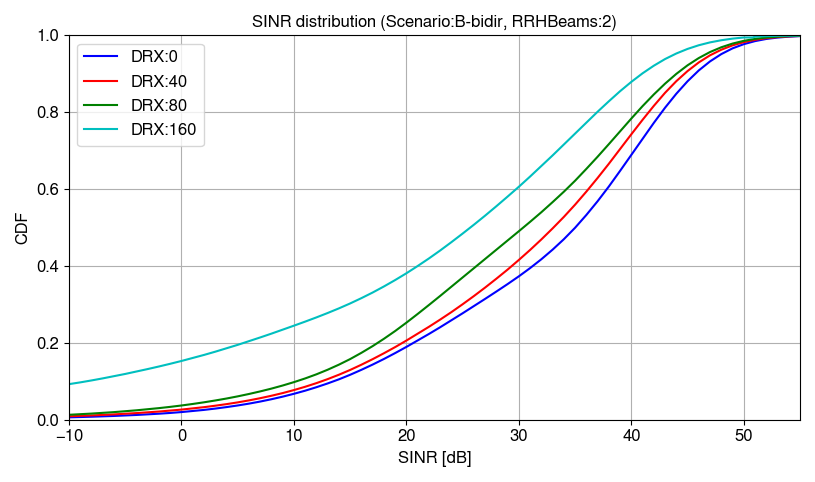 SINR distribution (Scenario:B-bidir, RRHBeams:2)
DRX:0
DRX:40
DRX:80
DRX:160
CDF
1.0
0.8
0.6
0.4
0.2
0.0
−10 0 10 20 30 40 50
SINR [dB]